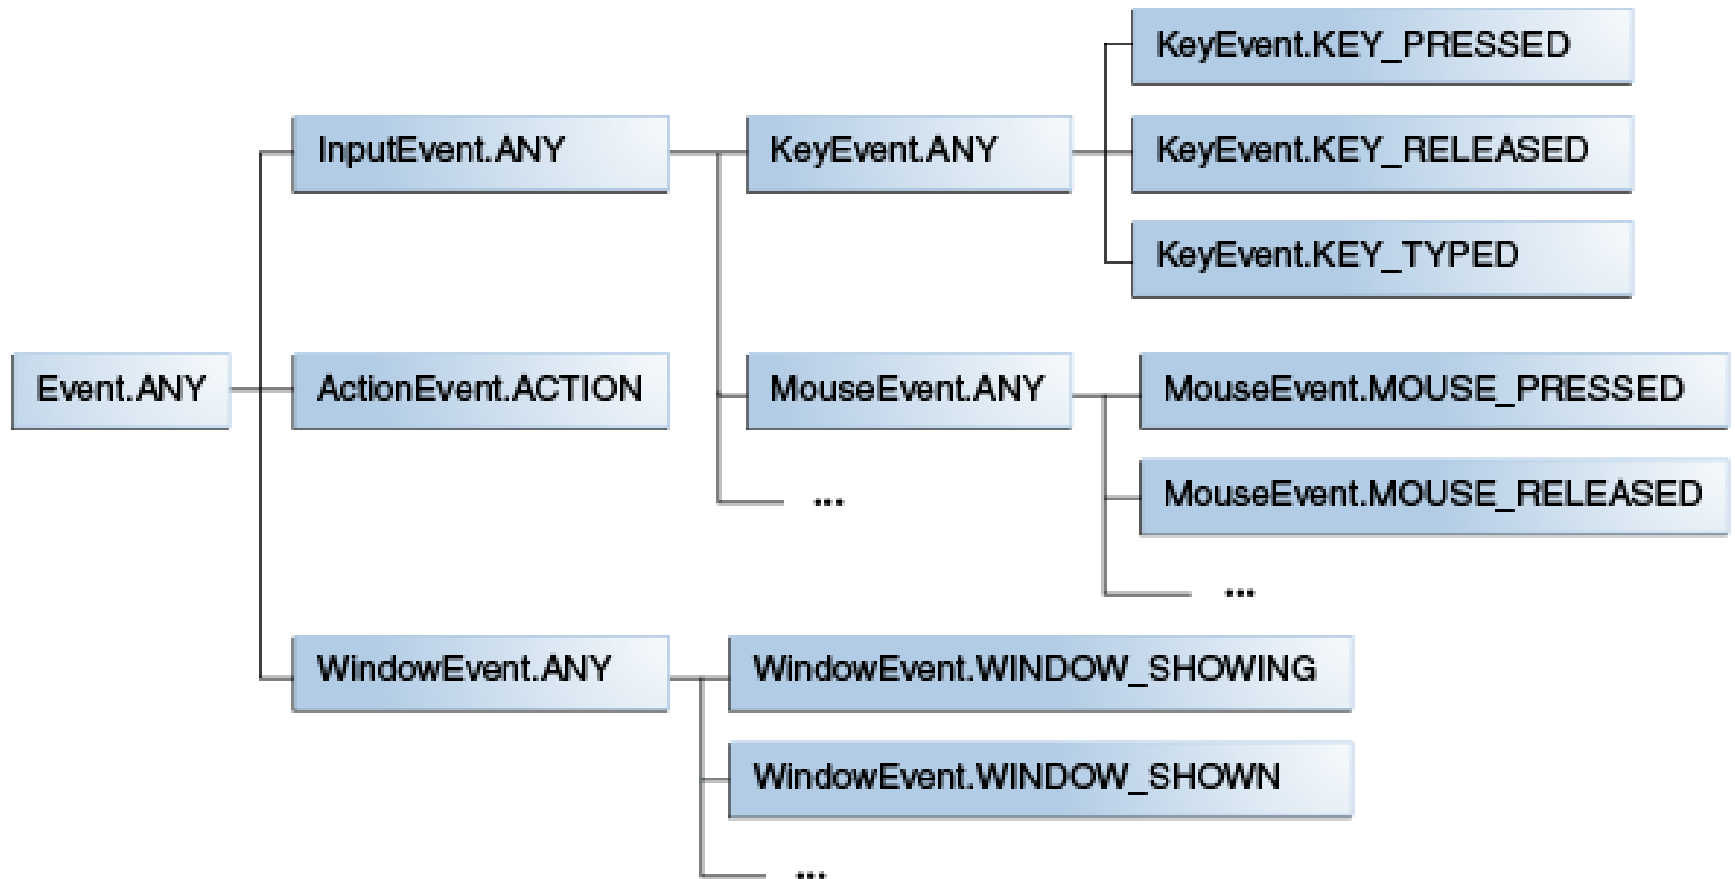 KeyEvent.KEY_PRESSED
InputEvent.ANY
KeyEvent.ANY
KeyEvent.KEY_RELEASED
KeyEvent.KEY_TYPED
Event.ANY
ActionEvent.ACTION
MouseEvent.ANY
MouseEvent.MOUSE_PRESSED
...
MouseEvent.MOUSE_RELEASED
...
WindowEvent.ANY
WindowEvent.WINDOW_SHOWING
WindowEvent.WINDOW_SHOWN
...